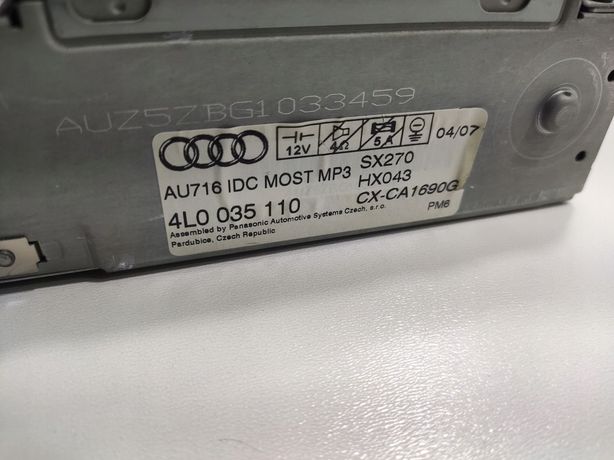 AUZ5ZBG1033459
12V 4Ω 5A 04/07
AU716 IDC MOST MP3 SX270
HX043
4L0 035 110 CX-CA1690G
Assembled by Panasonic Automotive Systems Czech, s.r.o. PM6
Pardubice, Czech Republic